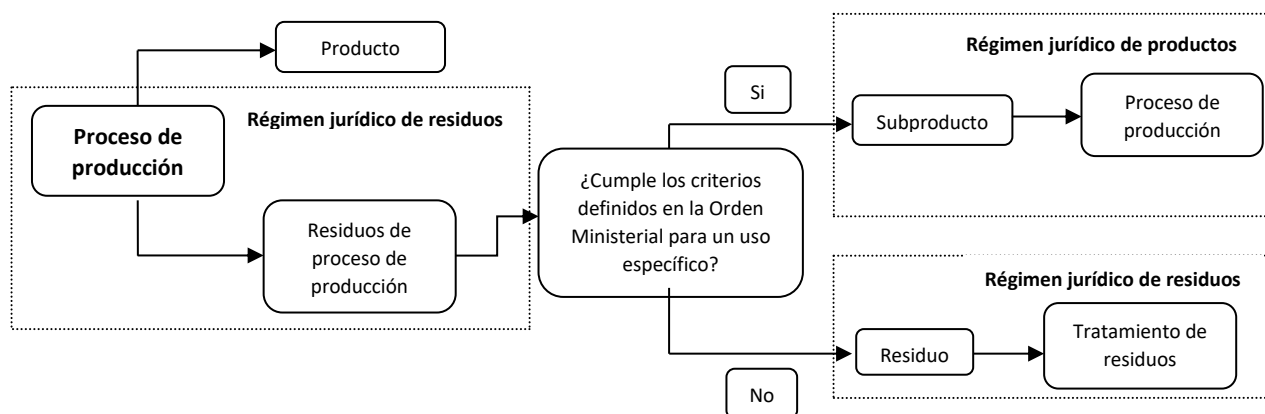 Producto
Régimen jurídico de residuos
Proceso de
producción
Residuos de
proceso de
producción
¿Cumple los criterios
definidos en la Orden
Ministerial para un uso
específico?
Si
Régimen jurídico de productos
Subproducto
Proceso de
producción
No
Régimen jurídico de residuos
Residuo
Tratamiento de
residuos